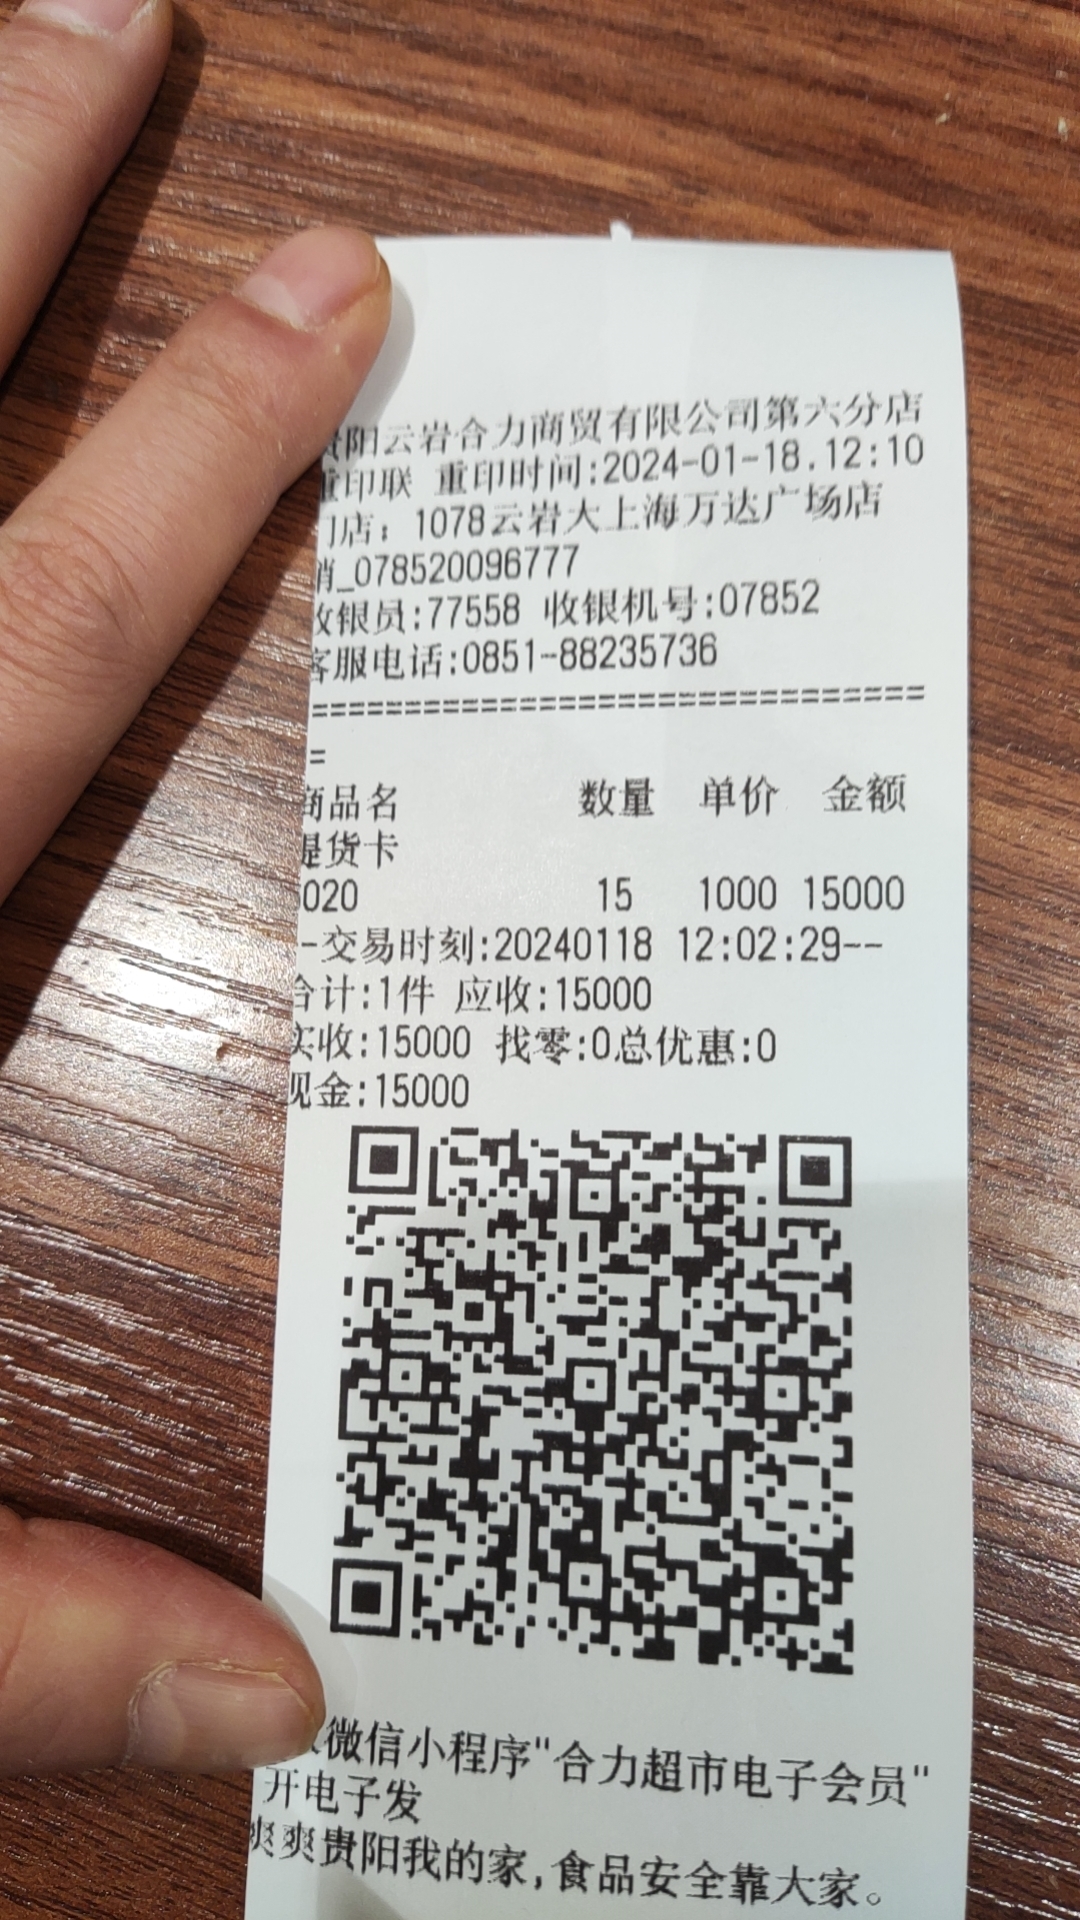 贵阳云岩合力商贸有限公司第六分店
重印联 重印时间:2024-01-18.12:10
门店：1078云岩大上海万达广场店
销_078520096777
收银员:77558 收银机号:07852
客服电话:0851-88235736
=================================
=
商品名 数量 单价 金额
提货卡
020 15 1000 15000
-交易时刻:20240118 12:02:29--
合计:1件 应收:15000
实收:15000 找零:0总优惠:0
现金:15000
微信小程序"合力超市电子会员"
开电子发
爽爽贵阳我的家,食品安全靠大家。